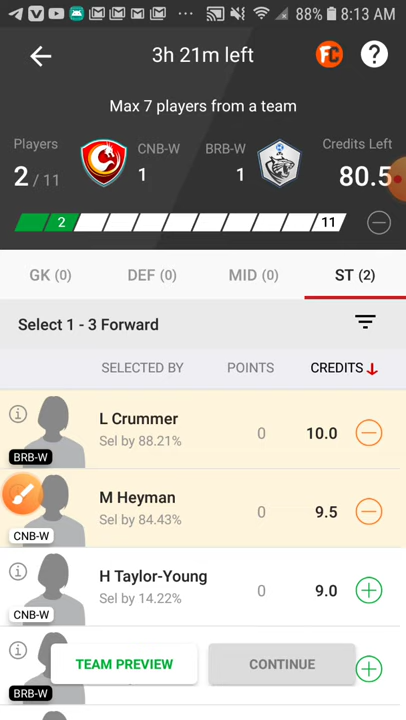 88% 8:13 AM
3h 21m left
FC
?
Max 7 players from a team
Players
CNB-W
BRB-W
Credits Left
2 / 11
1
1
80.5
2
11
GK (0)
DEF (0)
MID (0)
ST (2)
Select 1 - 3 Forward
SELECTED BY
POINTS
CREDITS
L Crummer
Sel by 88.21%
0
10.0
BRB-W
M Heyman
Sel by 84.43%
0
9.5
CNB-W
H Taylor-Young
Sel by 14.22%
0
9.0
CNB-W
TEAM PREVIEW
CONTINUE
BRB-W